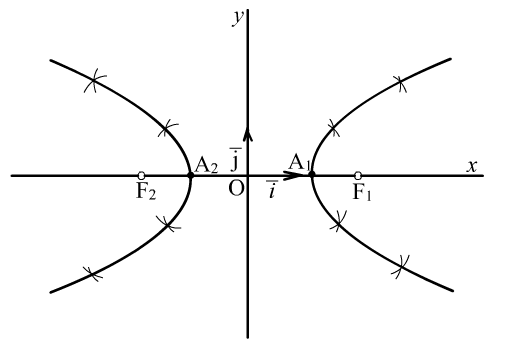 y
A₂ j̅ A₁ x
F₂ O i̅ F₁